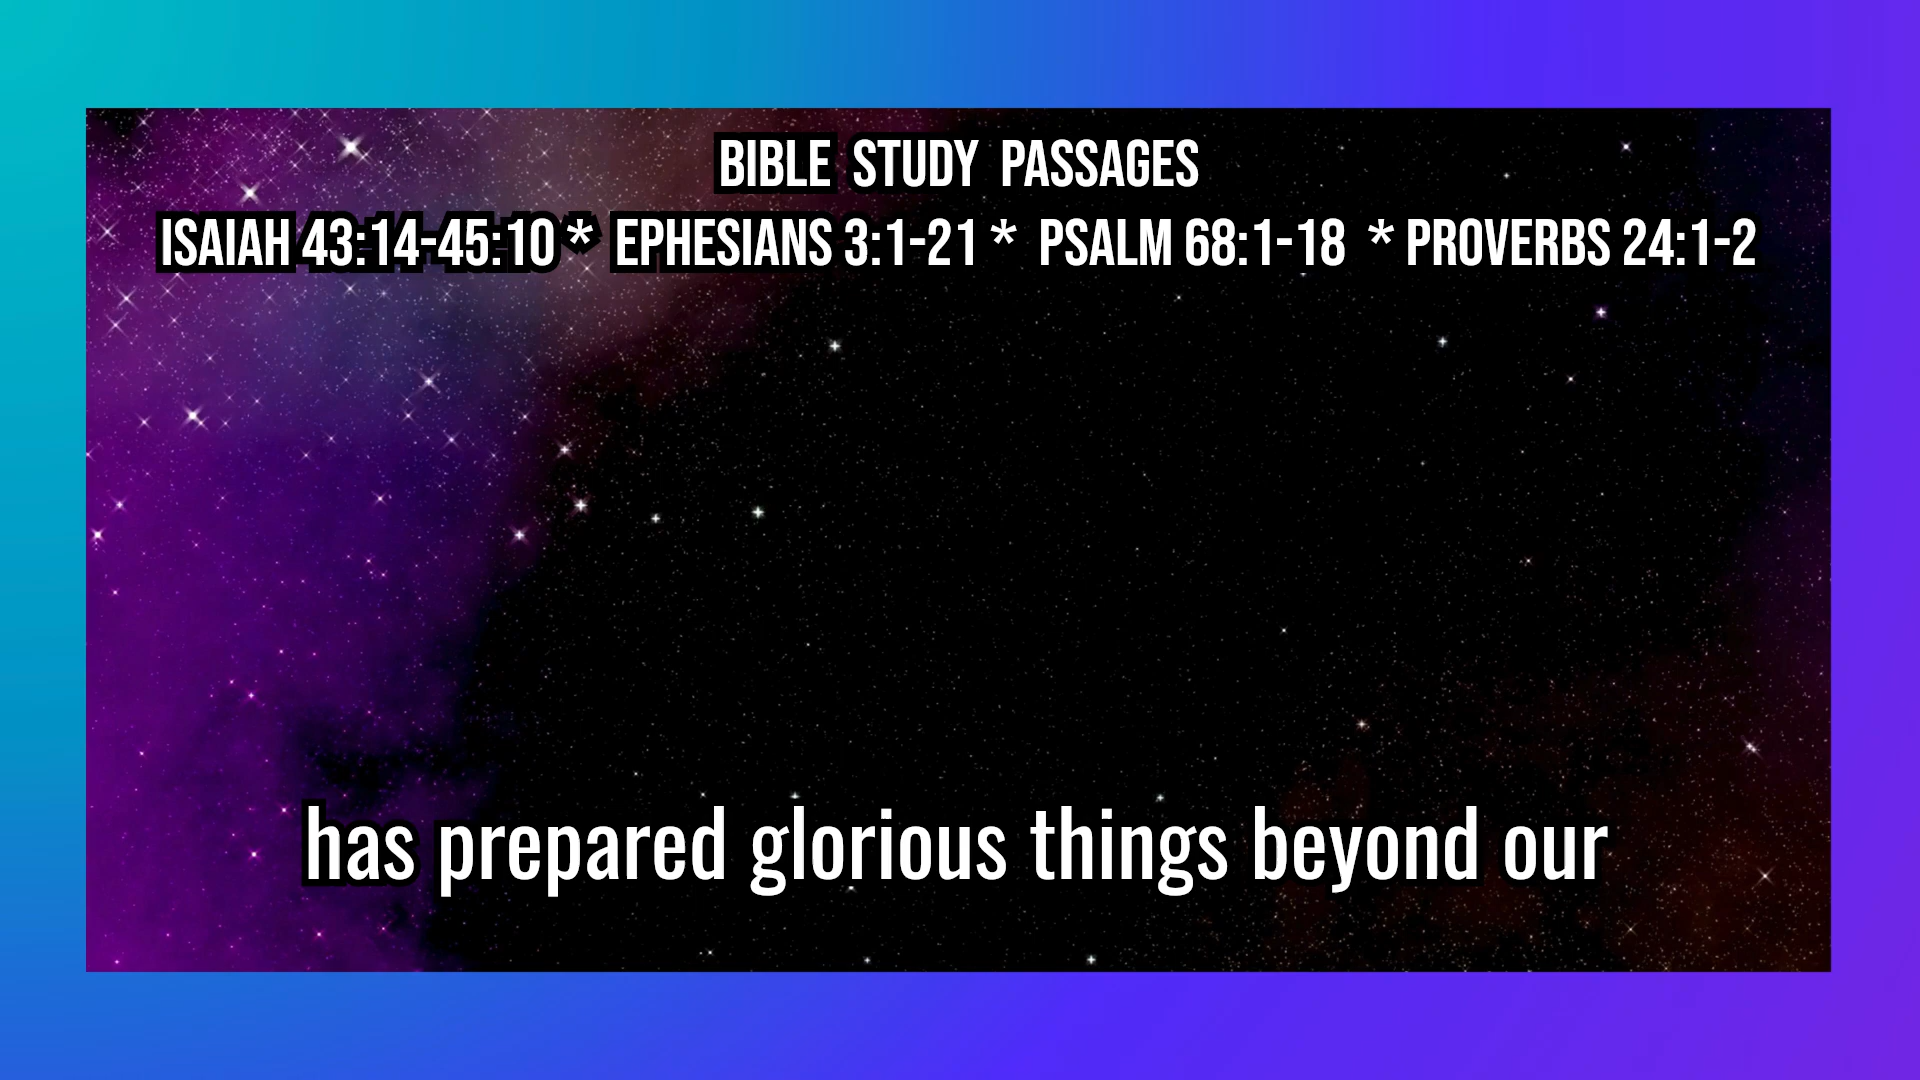 BIBLE STUDY PASSAGES
ISAIAH 43:14-45:10 * EPHESIANS 3:1-21 * PSALM 68:1-18 * PROVERBS 24:1-2
has prepared glorious things beyond our